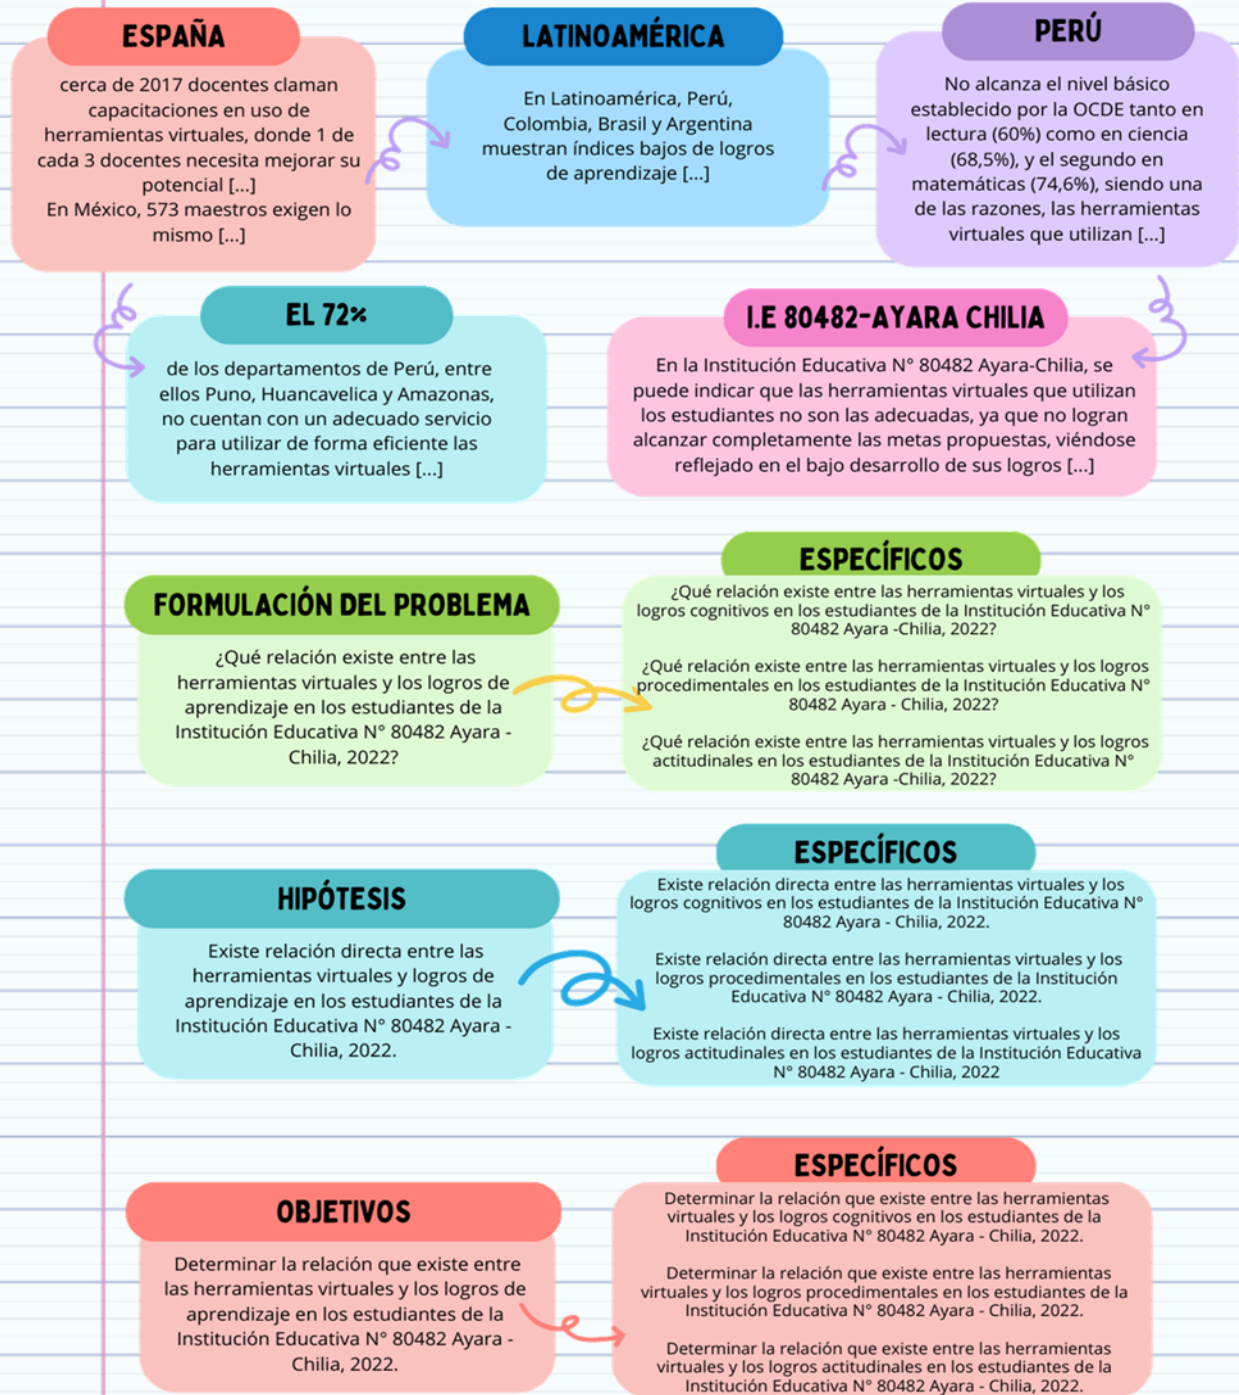 ESPAÑA
cerca de 2017 docentes claman
capacitaciones en uso de
herramientas virtuales, donde 1 de
cada 3 docentes necesita mejorar su
potencial [...]
En México, 573 maestros exigen lo
mismo [...]
LATINOAMÉRICA
En Latinoamérica, Perú,
Colombia, Brasil y Argentina
muestran índices bajos de logros
de aprendizaje [...]
PERÚ
No alcanza el nivel básico
establecido por la OCDE tanto en
lectura (60%) como en ciencia
(68,5%), y el segundo en
matemáticas (74,6%), siendo una
de las razones, las herramientas
virtuales que utilizan [...]
EL 72%
de los departamentos de Perú, entre
ellos Puno, Huancavelica y Amazonas,
no cuentan con un adecuado servicio
para utilizar de forma eficiente las
herramientas virtuales [...]
I.E 80482-AYARA CHILIA
En la Institución Educativa N° 80482 Ayara-Chilia, se
puede indicar que las herramientas virtuales que utilizan
los estudiantes no son las adecuadas, ya que no logran
alcanzar completamente las metas propuestas, viéndose
reflejado en el bajo desarrollo de sus logros [...]
FORMULACIÓN DEL PROBLEMA
¿Qué relación existe entre las
herramientas virtuales y los logros de
aprendizaje en los estudiantes de la
Institución Educativa N° 80482 Ayara -
Chilia, 2022?
ESPECÍFICOS
¿Qué relación existe entre las herramientas virtuales y los
logros cognitivos en los estudiantes de la Institución Educativa N°
80482 Ayara -Chilia, 2022?
¿Qué relación existe entre las herramientas virtuales y los logros
procedimentales en los estudiantes de la Institución Educativa N°
80482 Ayara - Chilia, 2022?
¿Qué relación existe entre las herramientas virtuales y los logros
actitudinales en los estudiantes de la Institución Educativa N°
80482 Ayara -Chilia, 2022?
HIPÓTESIS
Existe relación directa entre las
herramientas virtuales y logros de
aprendizaje en los estudiantes de la
Institución Educativa N° 80482 Ayara -
Chilia, 2022.
ESPECÍFICOS
Existe relación directa entre las herramientas virtuales y los
logros cognitivos en los estudiantes de la Institución Educativa N°
80482 Ayara - Chilia, 2022.
Existe relación directa entre las herramientas virtuales y los
logros procedimentales en los estudiantes de la Institución
Educativa N° 80482 Ayara - Chilia, 2022.
Existe relación directa entre las herramientas virtuales y los
logros actitudinales en los estudiantes de la Institución Educativa
N° 80482 Ayara - Chilia, 2022
OBJETIVOS
Determinar la relación que existe entre
las herramientas virtuales y los logros de
aprendizaje en los estudiantes de la
Institución Educativa N° 80482 Ayara -
Chilia, 2022.
ESPECÍFICOS
Determinar la relación que existe entre las herramientas
virtuales y los logros cognitivos en los estudiantes de la
Institución Educativa N° 80482 Ayara - Chilia, 2022.
Determinar la relación que existe entre las herramientas
virtuales y los logros procedimentales en los estudiantes de la
Institución Educativa N° 80482 Ayara - Chilia, 2022.
Determinar la relación que existe entre las herramientas
virtuales y los logros actitudinales en los estudiantes de la
Institución Educativa N° 80482 Ayara - Chilia, 2022.